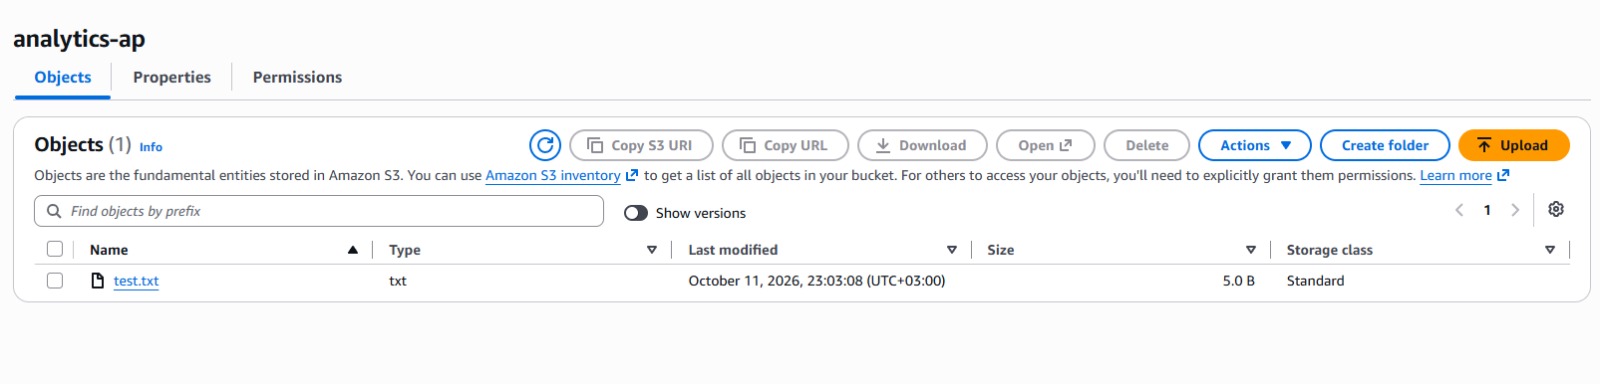 analytics-ap
Objects Properties Permissions
Objects (1) Info Copy S3 URI Copy URL Download Open Delete Actions Create folder Upload
Objects are the fundamental entities stored in Amazon S3. You can use Amazon S3 inventory to get a list of all objects in your bucket. For others to access your objects, you'll need to explicitly grant them permissions. Learn more
Find objects by prefix Show versions 1
Name Type Last modified Size Storage class
test.txt txt October 11, 2026, 23:03:08 (UTC+03:00) 5.0 B Standard